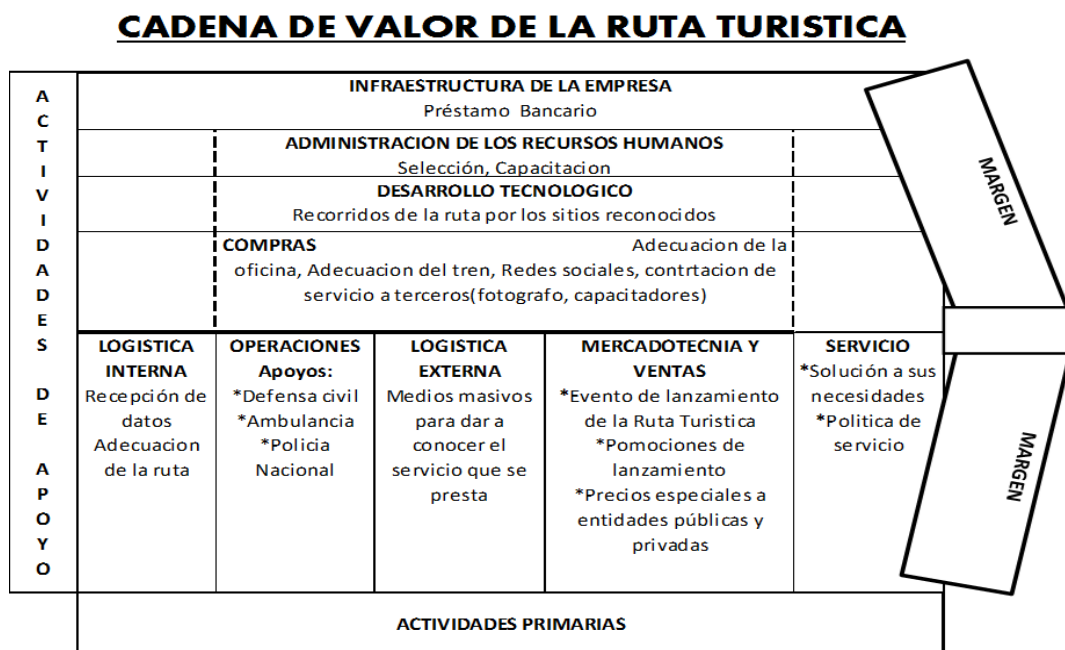 CADENA DE VALOR DE LA RUTA TURISTICA
ACTIVIDADES DE APOYO
INFRAESTRUCTURA DE LA EMPRESA
Préstamo Bancario
ADMINISTRACION DE LOS RECURSOS HUMANOS
Selección, Capacitacion
DESARROLLO TECNOLOGICO
Recorridos de la ruta por los sitios reconocidos
COMPRAS Adecuacion de la
oficina, Adecuacion del tren, Redes sociales, contrtacion de
servicio a terceros(fotografo, capacitadores)
MARGEN
LOGISTICA
INTERNA
Recepción de
datos
Adecuacion
de la ruta
OPERACIONES
Apoyos:
*Defensa civil
*Ambulancia
*Policia
Nacional
LOGISTICA
EXTERNA
Medios masivos
para dar a
conocer el
servicio que se
presta
MERCADOTECNIA Y
VENTAS
*Evento de lanzamiento
de la Ruta Turistica
*Pomociones de
lanzamiento
*Precios especiales a
entidades públicas y
privadas
SERVICIO
*Solución a sus
necesidades
*Politica de
servicio
MARGEN
ACTIVIDADES PRIMARIAS